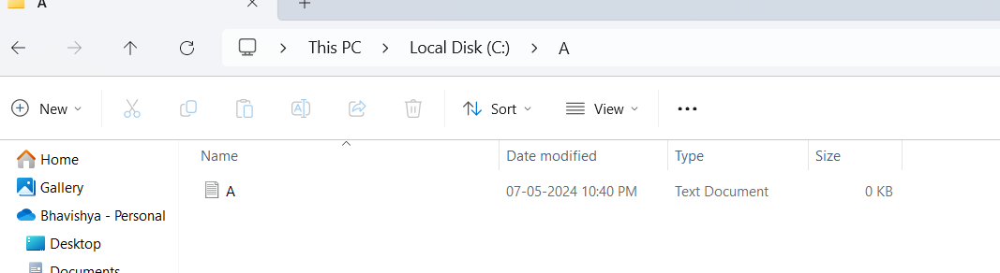 A
This PC > Local Disk (C:) > A
New Sort View
Name Date modified Type Size
Home
A 07-05-2024 10:40 PM Text Document 0 KB
Gallery
Bhavishya - Personal
Desktop
Documents